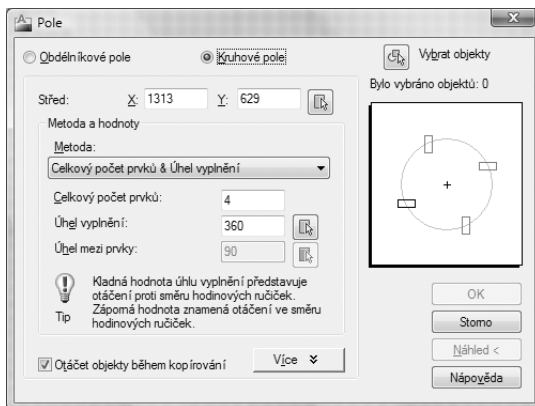 Pole
Obdélníkové pole
Kruhové pole
Vybrat objekty
Bylo vybráno objektů: 0
Střed: X: 1313 Y: 629
Metoda a hodnoty
Metoda:
Celkový počet prvků & Úhel vyplnění
Celkový počet prvků: 4
Úhel vyplnění: 360
Úhel mezi prvky: 90
Kladná hodnota úhlu vyplnění představuje
otáčení proti směru hodinových ručiček.
Záporná hodnota znamená otáčení ve směru
hodinových ručiček.
Tip
Otáčet objekty během kopírování
Více
OK
Storno
Náhled <
Nápověda